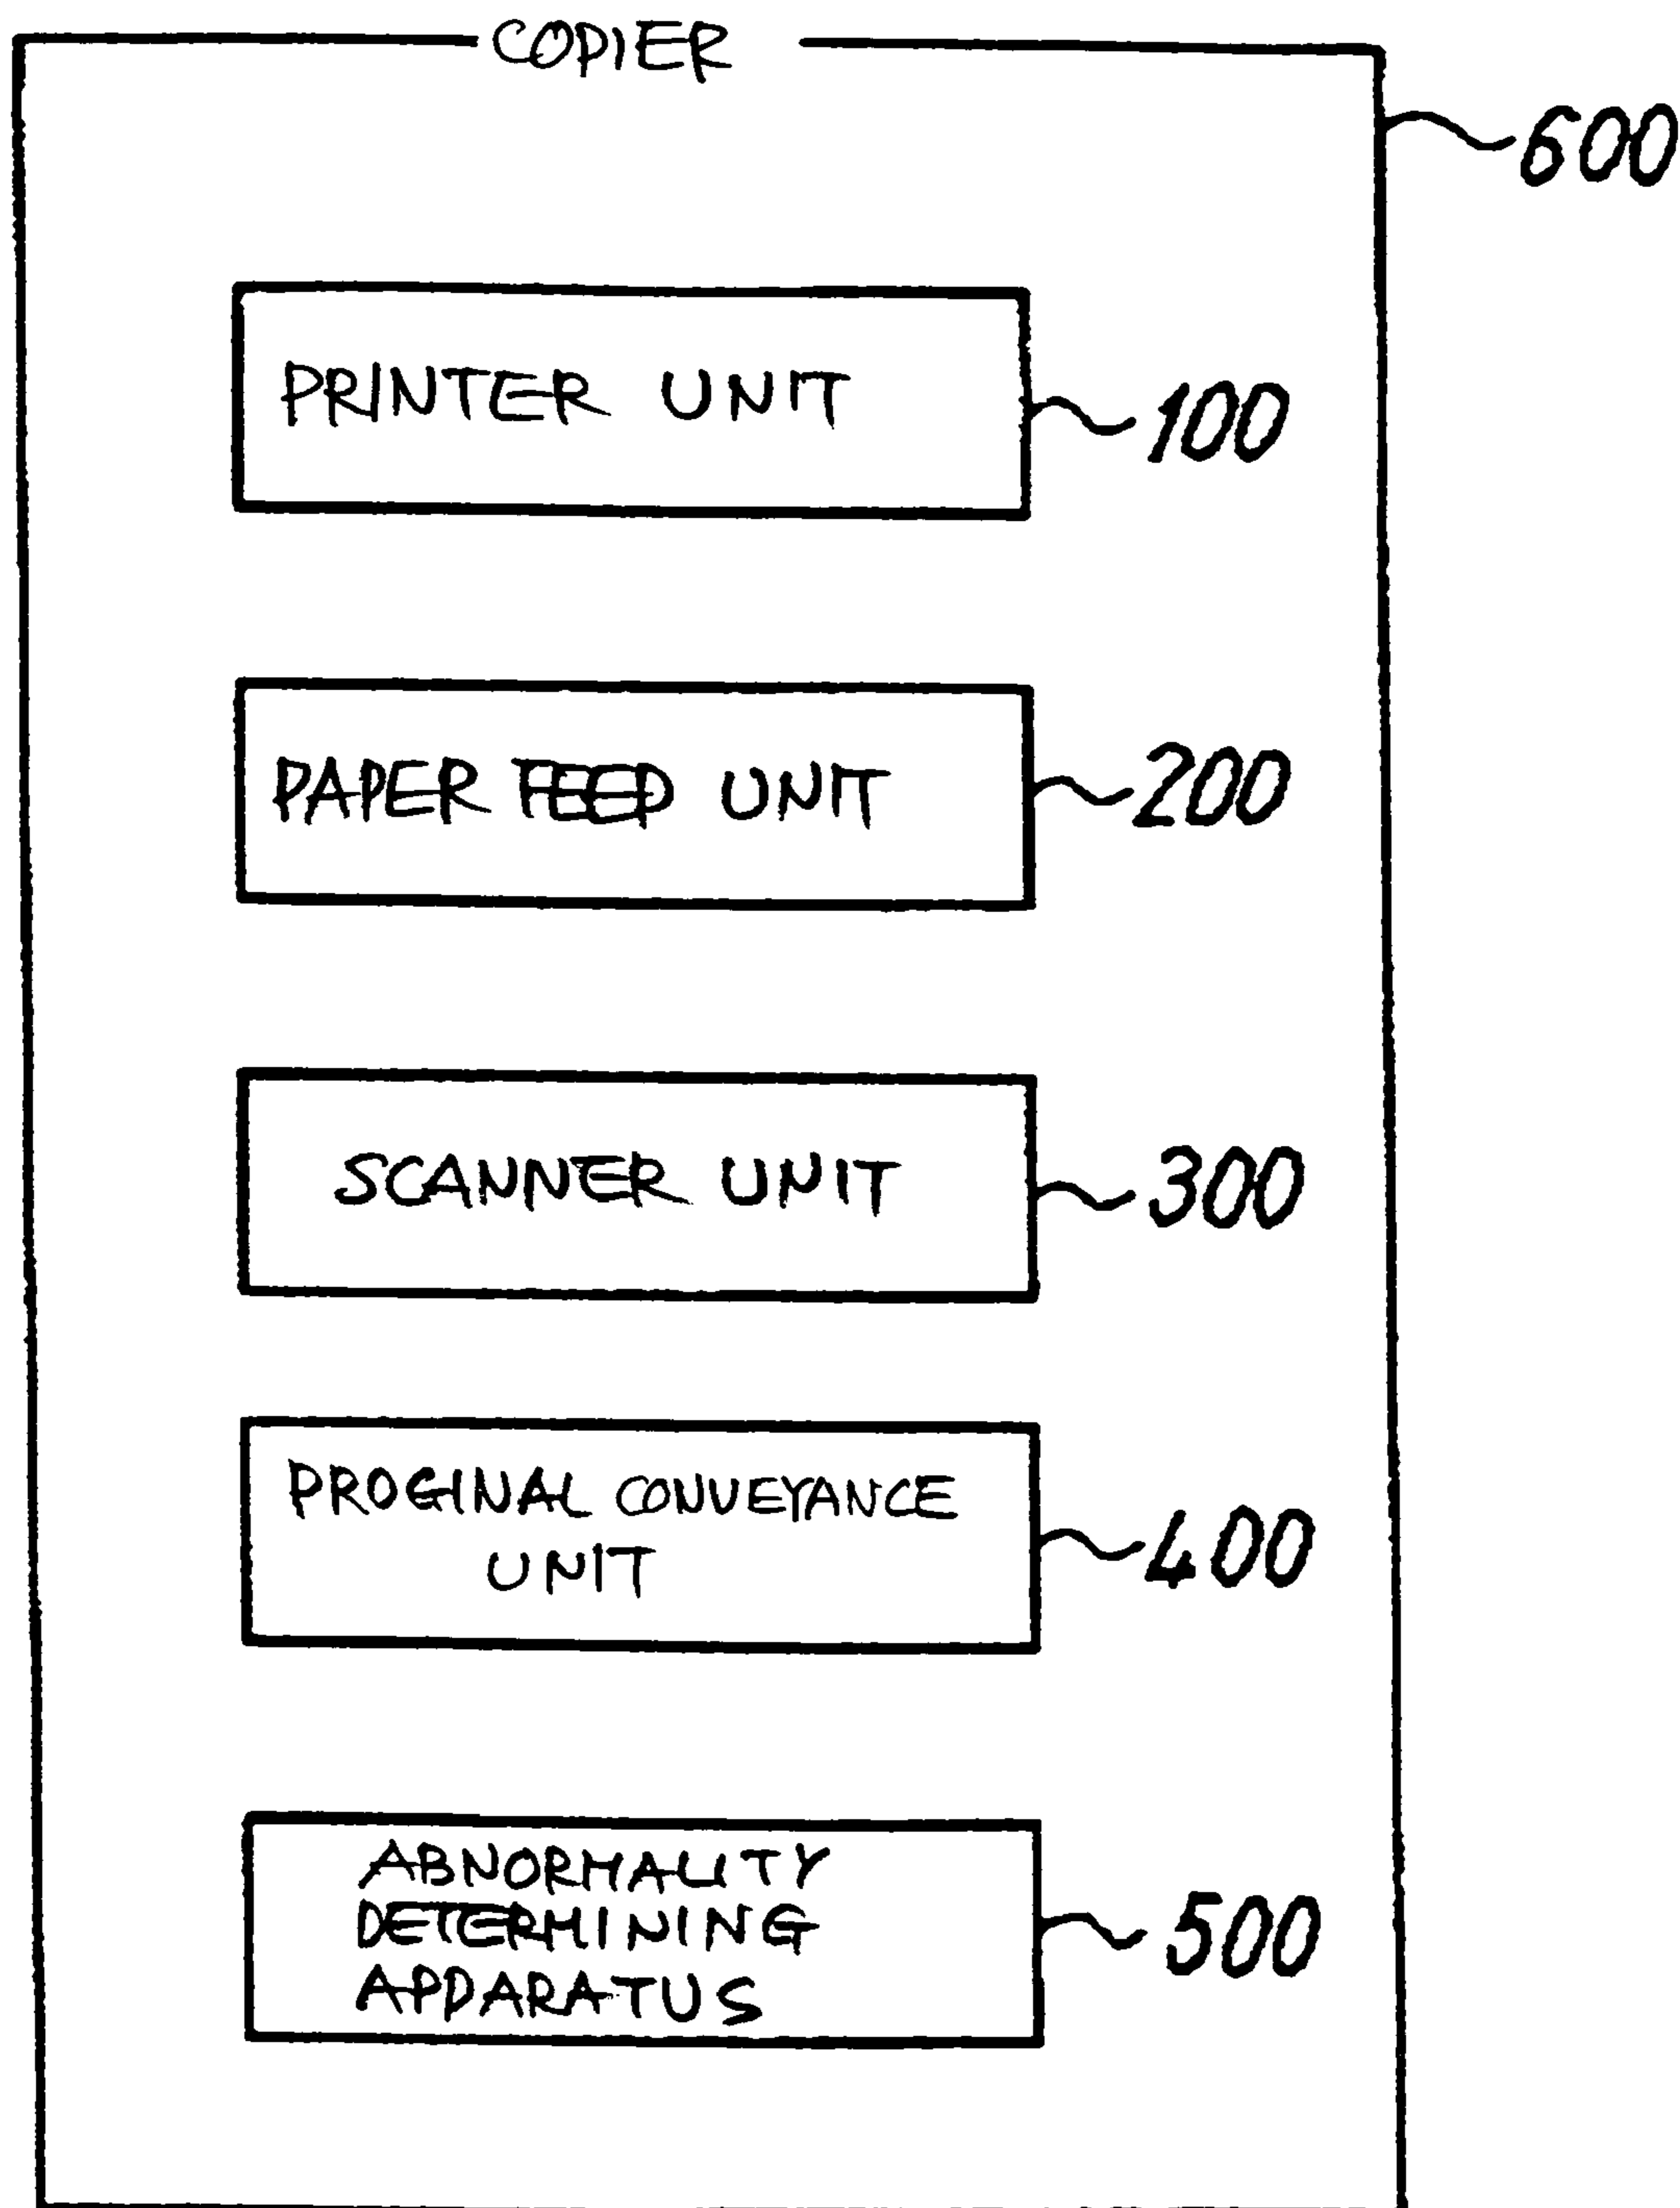 COPIER
600
PRINTER UNIT
100
PAPER FEED UNIT
200
SCANNER UNIT
300
PROGINAL CONVEYANCE
UNIT
400
ABNORMALITY
DETERMINING
APPARATUS
500